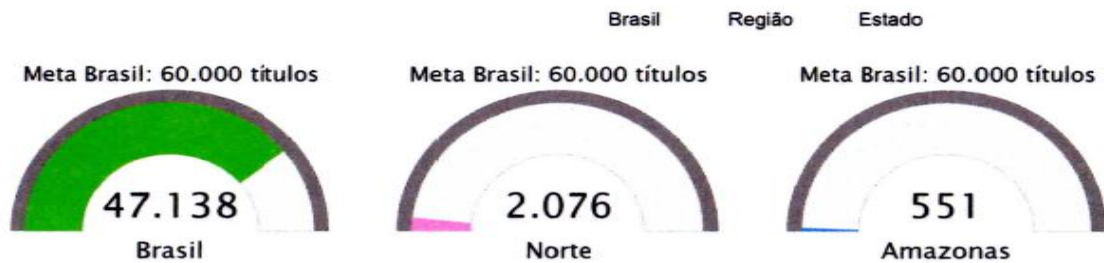 Brasil Região Estado
Meta Brasil: 60.000 títulos Meta Brasil: 60.000 títulos Meta Brasil: 60.000 títulos
47.138 2.076 551
Brasil Norte Amazonas